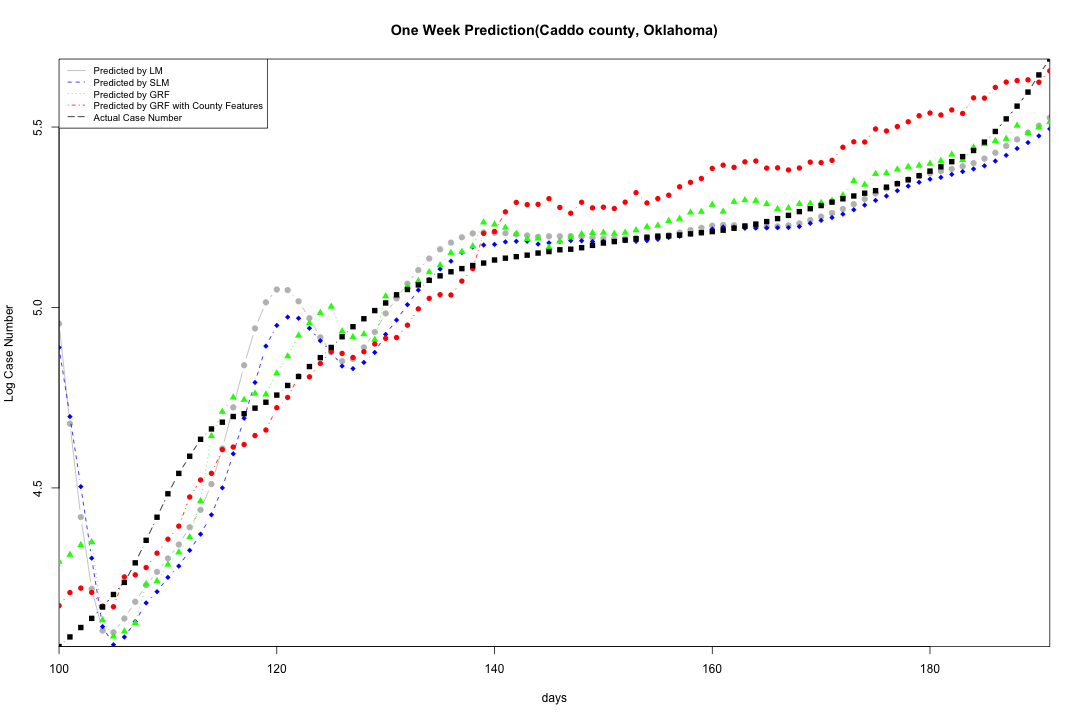 One Week Prediction(Caddo county, Oklahoma)
Predicted by LM
Predicted by SLM
Predicted by GRF
Predicted by GRF with County Features
Actual Case Number
Log Case Number
5.5
5.0
4.5
100 120 140 160 180
days